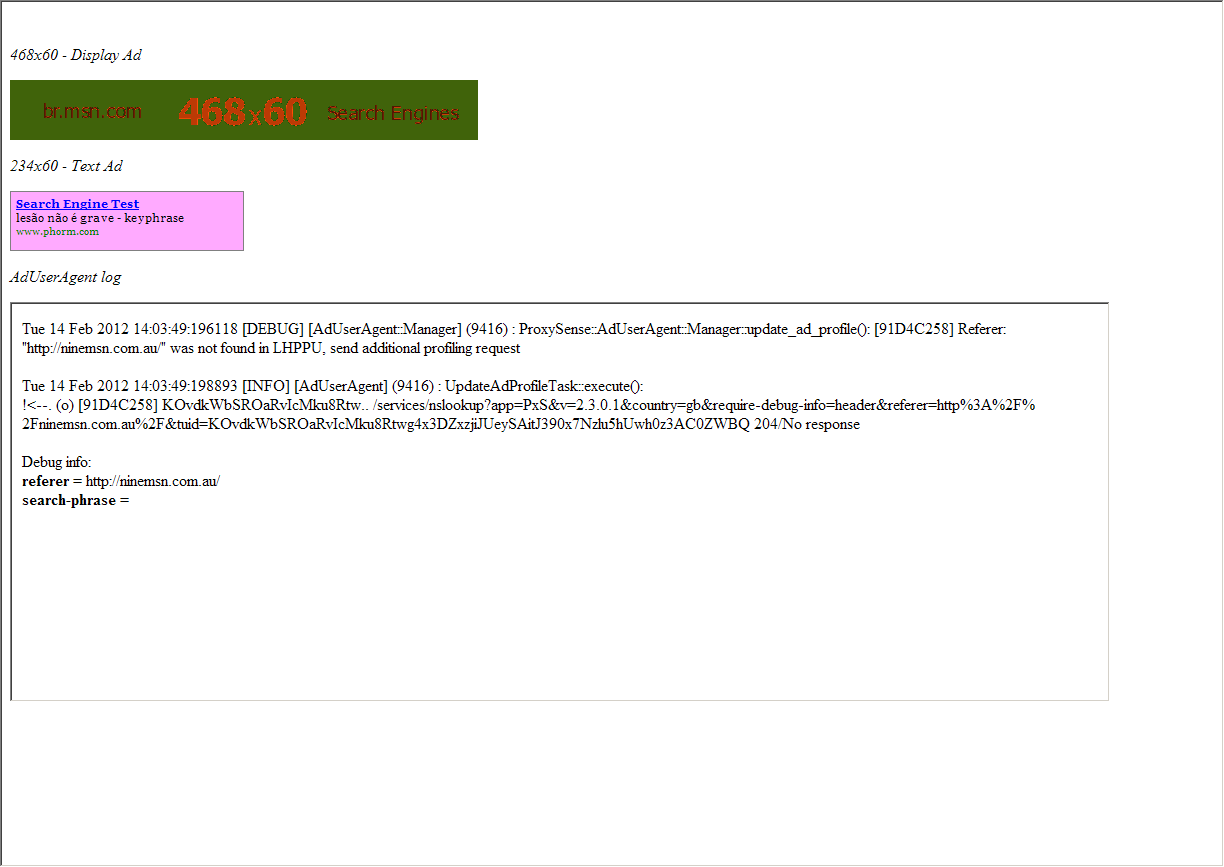 468x60 - Display Ad
br.msn.com 468x60 Search Engines
234x60 - Text Ad
Search Engine Test
lesão não é grave - keyphrase
www.phorm.com
AdUserAgent log
Tue 14 Feb 2012 14:03:49:196118 [DEBUG] [AdUserAgent::Manager] (9416) : ProxySense::AdUserAgent::Manager::update_ad_profile(): [91D4C258] Referer:
"http://ninemsn.com.au/" was not found in LHPPU, send additional profiling request
Tue 14 Feb 2012 14:03:49:198893 [INFO] [AdUserAgent] (9416) : UpdateAdProfileTask::execute():
!<--. (o) [91D4C258] KOvdkWbSROaRvIcMku8Rtw.. /services/nslookup?app=PxS&v=2.3.0.1&country=gb&require-debug-info=header&referer=http%3A%2F%
2Fninemsn.com.au%2F&tuid=KOvdkWbSROaRvIcMku8Rtwg4x3DZxzjiJUeySAitJ390x7Nzlu5hUwh0z3AC0ZWBQ 204/No response
Debug info:
referer = http://ninemsn.com.au/
search-phrase =